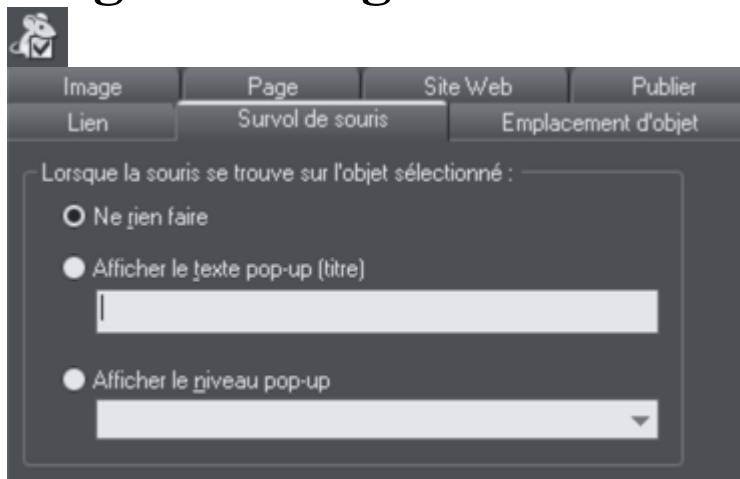 Image Page Site Web Publier
Lien Survol de souris Emplacement d'objet
Lorsque la souris se trouve sur l'objet sélectionné :
Ne rien faire
Afficher le texte pop-up (titre)
Afficher le niveau pop-up